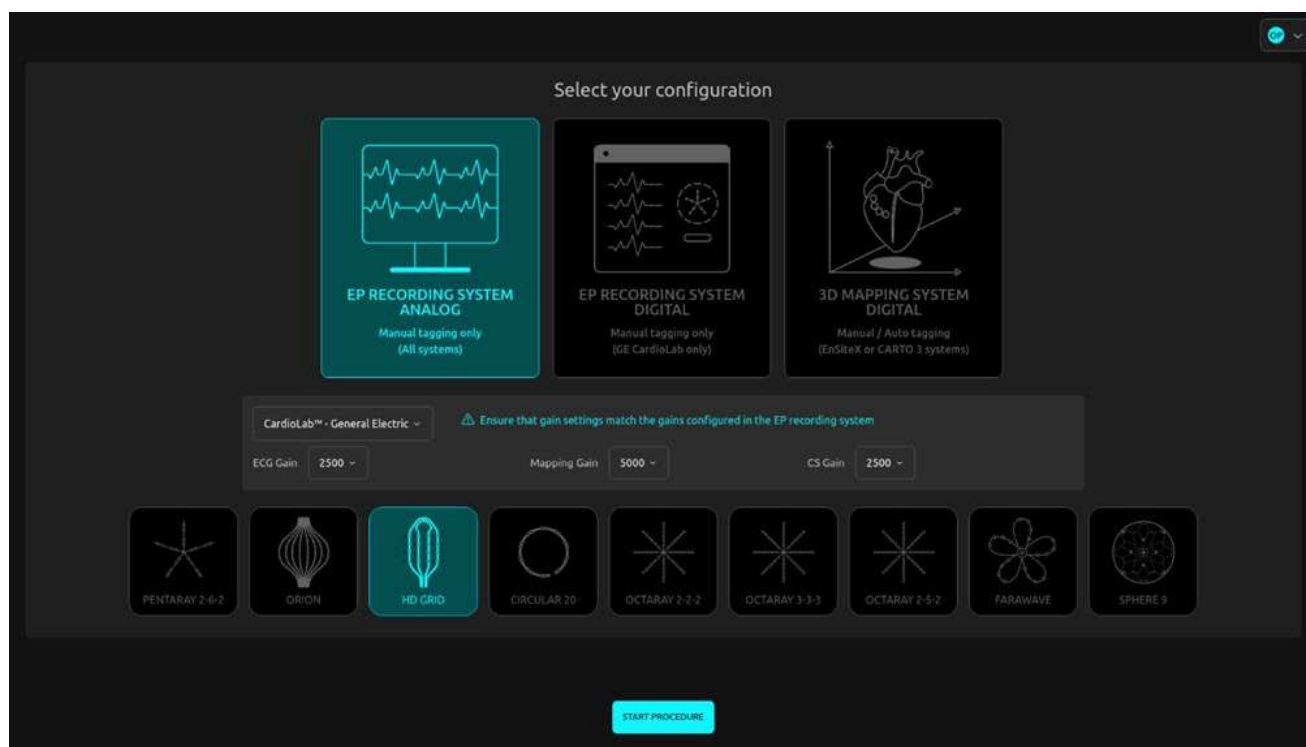 OP
Select your configuration
EP RECORDING SYSTEM
ANALOG
Manual tagging only
(All systems)
EP RECORDING SYSTEM
DIGITAL
Manual tagging only
(GE CardioLab only)
3D MAPPING SYSTEM
DIGITAL
Manual / Auto tagging
(EnSiteX or CARTO 3 systems)
CardioLab™ - General Electric
Ensure that gain settings match the gains configured in the EP recording system
ECG Gain 2500
Mapping Gain 5000
CS Gain 2500
PENTARAY 2-6-2
ORION
HD GRID
CIRCULAR 20
OCTARAY 2-2-2
OCTARAY 3-3-3
OCTARAY 2-5-2
FARAWAVE
SPHERE 9
START PROCEDURE